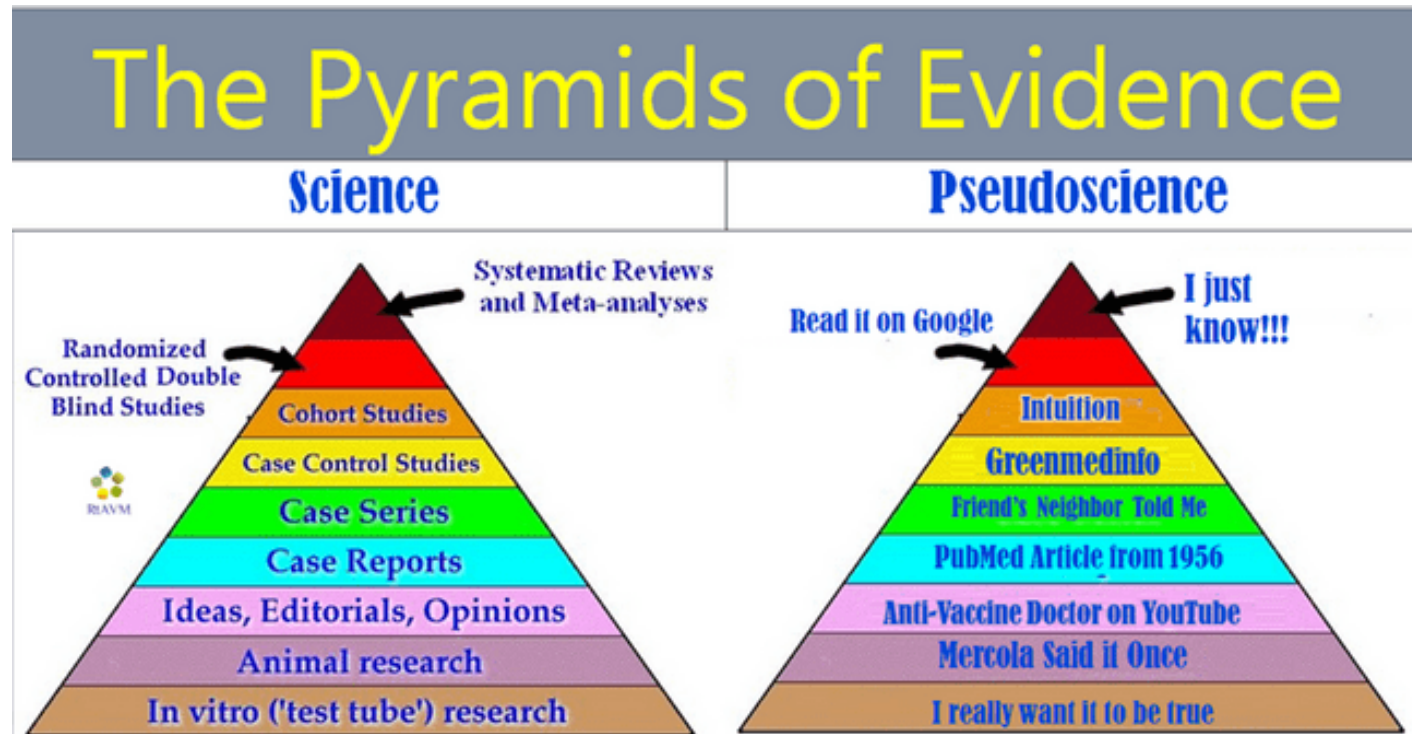 The Pyramids of Evidence
Science
Pseudoscience
Systematic Reviews
and Meta-analyses
Randomized
Controlled Double
Blind Studies
Cohort Studies
Case Control Studies
RtAVM
Case Series
Case Reports
Ideas, Editorials, Opinions
Animal research
In vitro ('test tube') research
I just
know!!!
Read it on Google
Intuition
Greenmedinfo
Friend's Neighbor Told Me
PubMed Article from 1956
Anti-Vaccine Doctor on YouTube
Mercola Said it Once
I really want it to be true